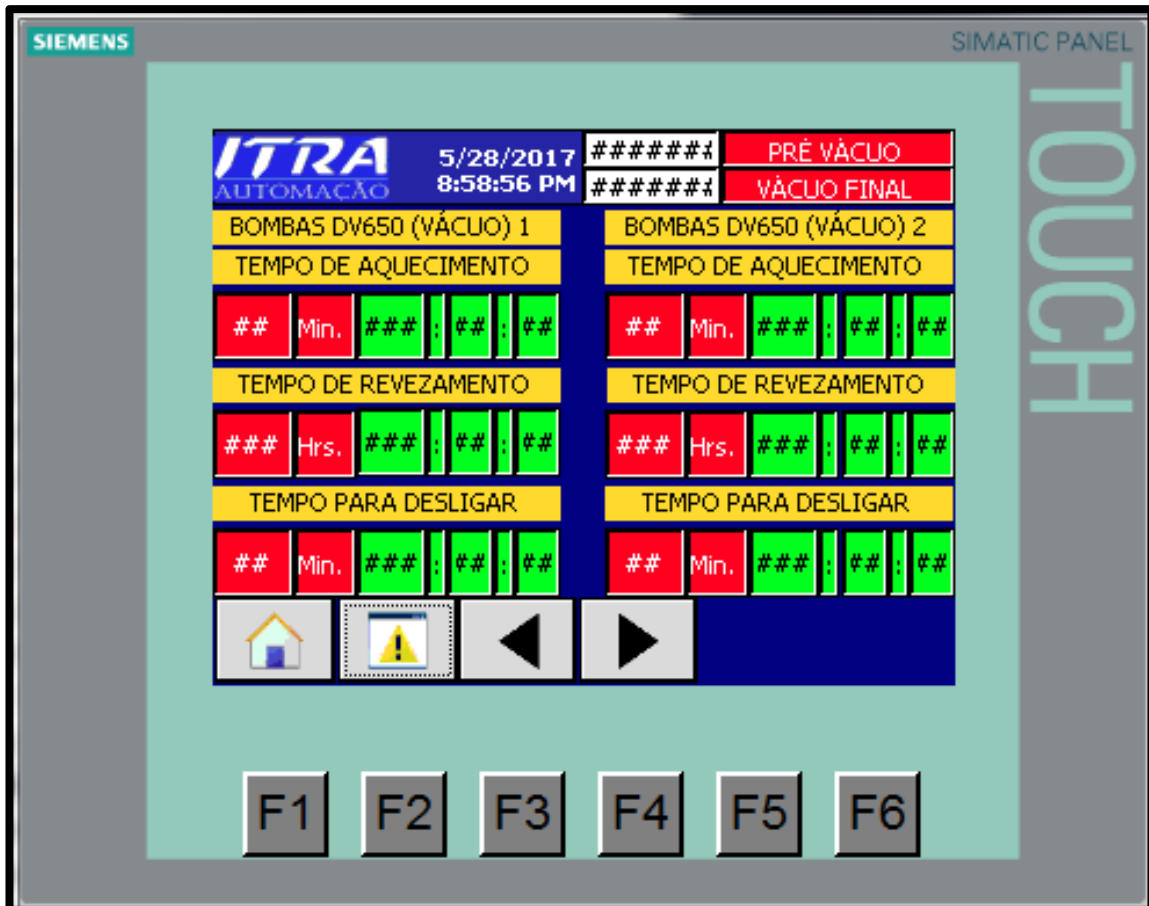 SIEMENS
SIMATIC PANEL
TOUCH
ITRA
AUTOMAÇÃO
5/28/2017
8:58:56 PM
####### PRÉ VÀCUO
####### VÀCUO FINAL
BOMBAS DV650 (VÁCUO) 1
BOMBAS DV650 (VÁCUO) 2
TEMPO DE AQUECIMENTO
TEMPO DE AQUECIMENTO
## Min. ### : ## : ##
## Min. ### : ## : ##
TEMPO DE REVEZAMENTO
TEMPO DE REVEZAMENTO
### Hrs. ### : ## : ##
### Hrs. ### : ## : ##
TEMPO PARA DESLIGAR
TEMPO PARA DESLIGAR
## Min. ### : ## : ##
## Min. ### : ## : ##
F1 F2 F3 F4 F5 F6